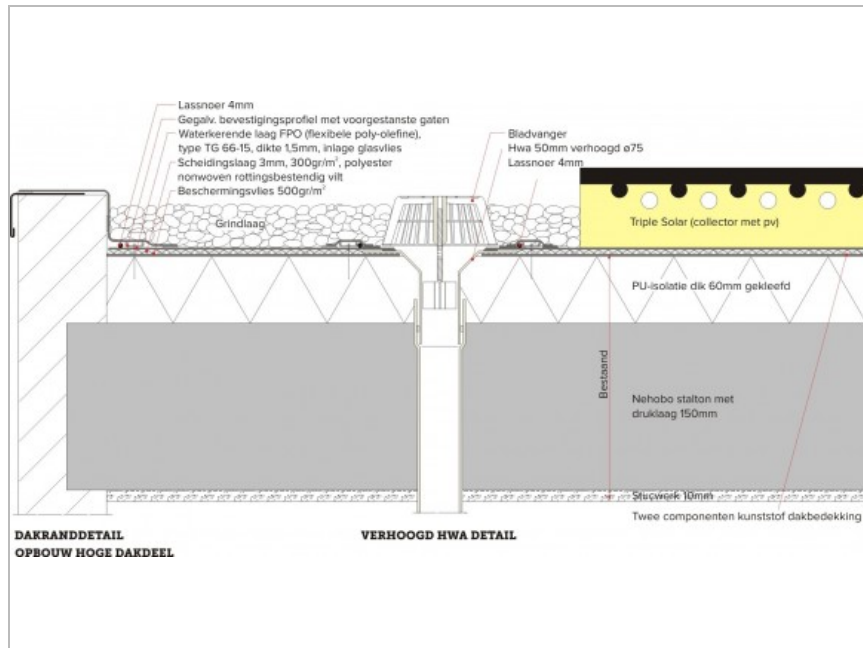 Lassnoer 4mm
Gegalv. bevestigingsprofiel met voorgestanste gaten
Waterkerende laag FPO (flexibele poly-olefine),
type TG 66-15, dikte 1,5mm, inlage glasvlies
Scheidingslaag 3mm, 300gr/m², polyester
nonwoven rottingsbestendig vilt
Beschermingsvlies 500gr/m²
Grindlaag
Bladvanger
Hwa 50mm verhoogd ø75
Lassnoer 4mm
Triple Solar (collector met pv)
PU-isolatie dik 60mm gekleefd
Bestaand
Nehobo stalton met
druklaag 150mm
Stucwerk 10mm
Twee componenten kunststof dakbedekking
DAKRANDDETAIL
OPBOUW HOGE DAKDEEL
VERHOOGD HWA DETAIL